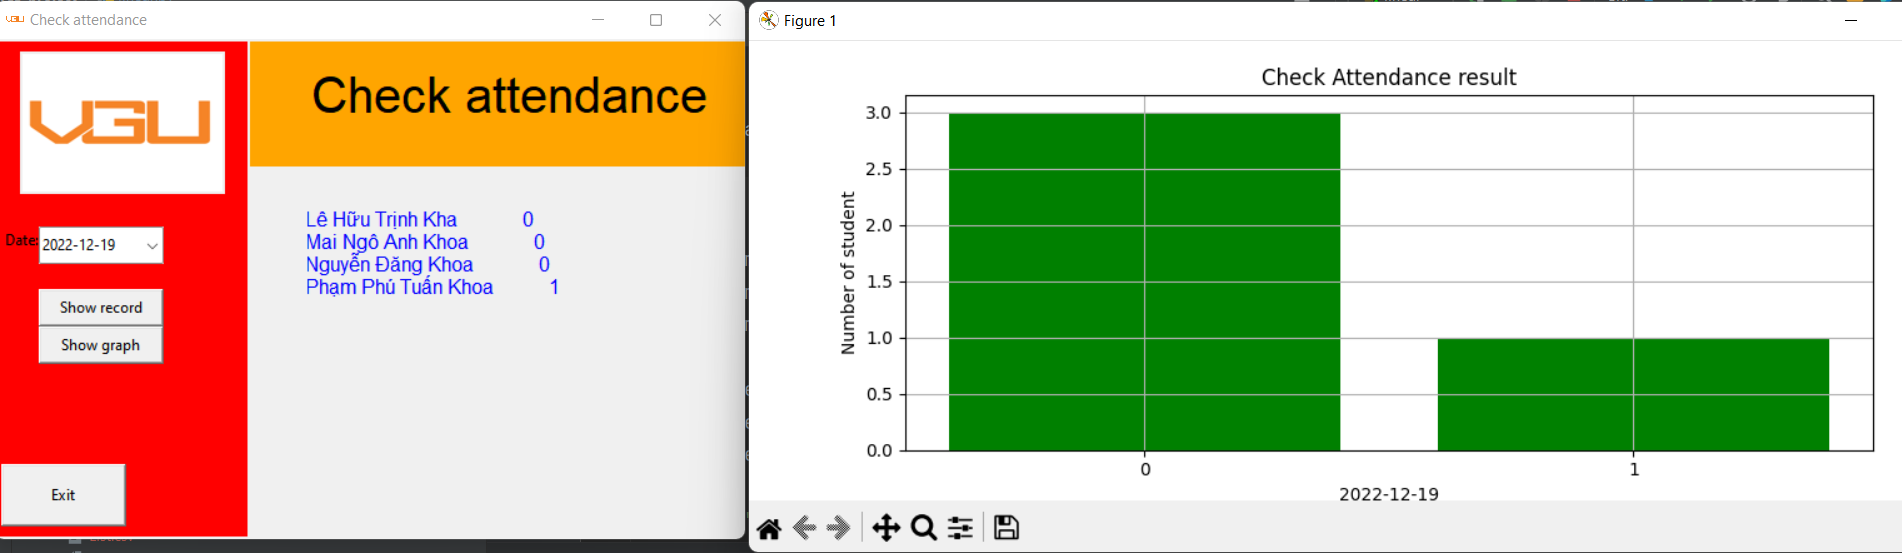 Check attendance
VGU
Check attendance
Date: 2022-12-19
Show record
Show graph
Exit
Lê Hữu Trịnh Kha 0
Mai Ngô Anh Khoa 0
Nguyễn Đăng Khoa 0
Phạm Phú Tuấn Khoa 1
Figure 1
Check Attendance result
Number of student
3.0
2.5
2.0
1.5
1.0
0.5
0.0
0 1
2022-12-19